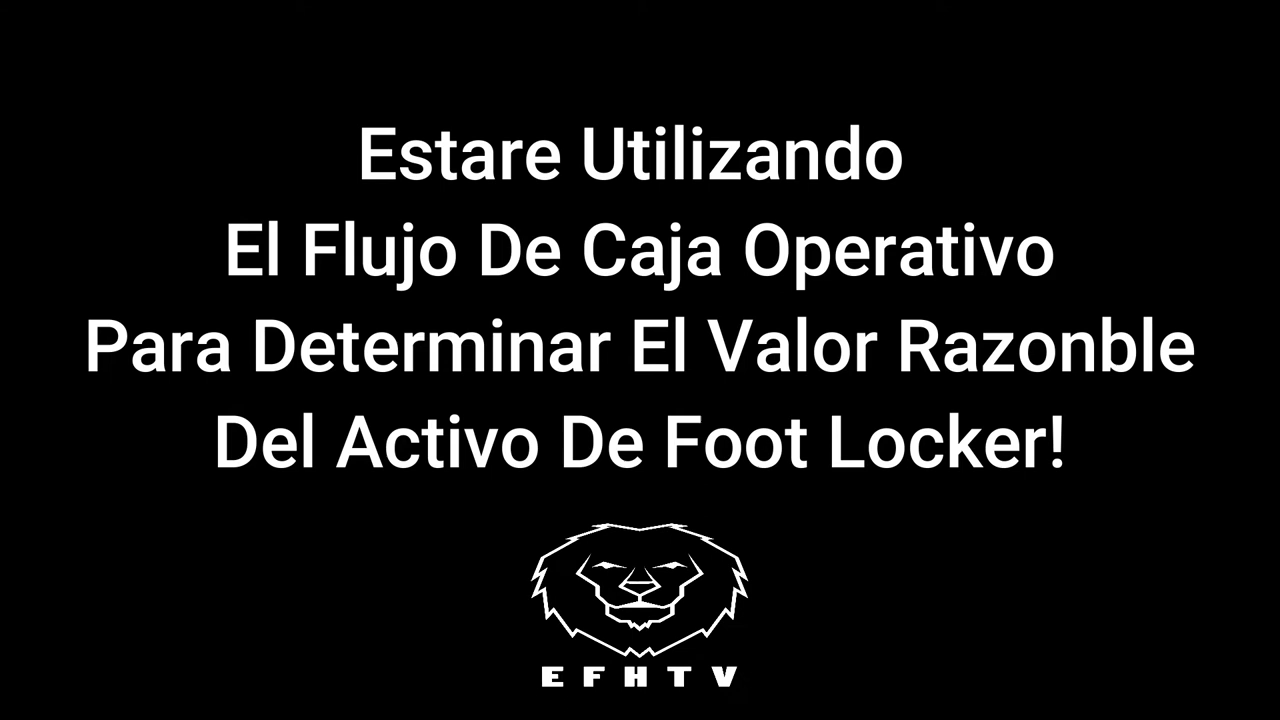 Estare Utilizando
El Flujo De Caja Operativo
Para Determinar El Valor Razonble
Del Activo De Foot Locker!
EFHTV